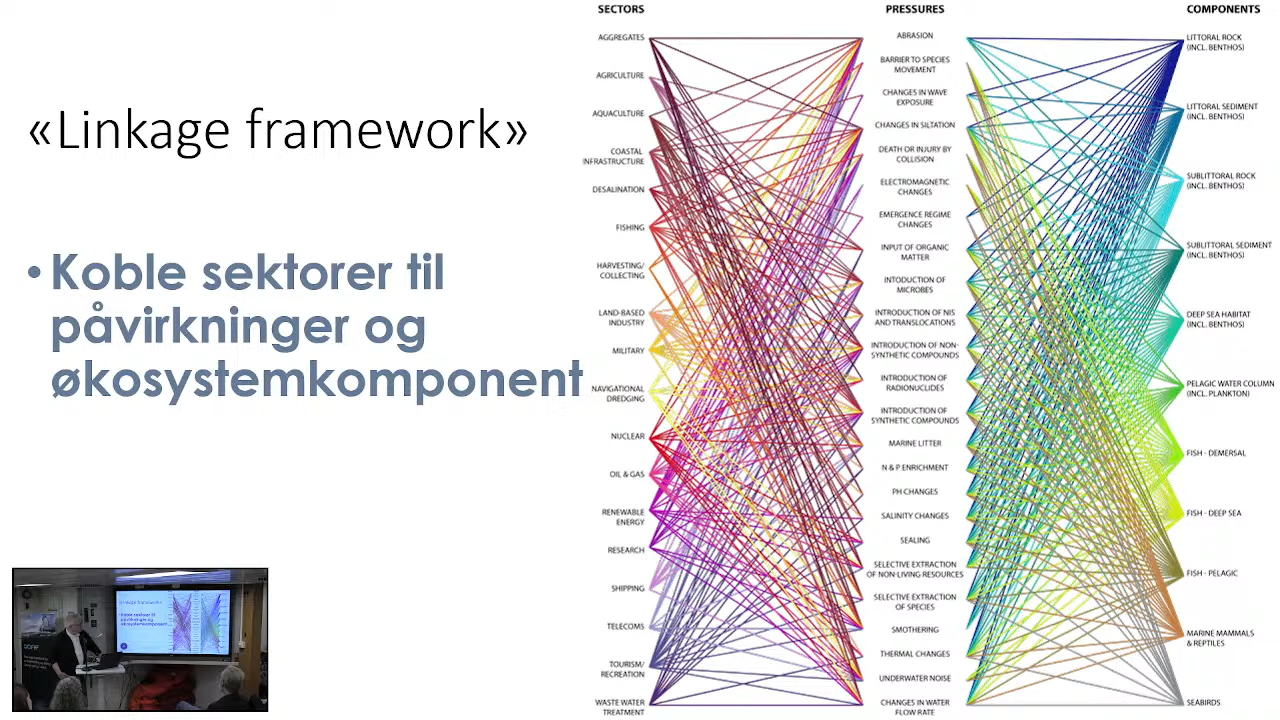 «Linkage framework»
• Koble sektorer til
påvirkninger og
økosystemkomponent
SECTORS
AGGREGATES
AGRICULTURE
AQUACULTURE
COASTAL
INFRASTRUCTURE
DESALINATION
FISHING
HARVESTING/
COLLECTING
LAND-BASED
INDUSTRY
MILITARY
NAVIGATIONAL
DREDGING
NUCLEAR
OIL & GAS
RENEWABLE
ENERGY
RESEARCH
SHIPPING
TELECOMS
TOURISM/
RECREATION
WASTE WATER
TREATMENT
PRESSURES
ABRASION
BARRIER TO SPECIES
MOVEMENT
CHANGES IN WAVE
EXPOSURE
CHANGES IN SILTATION
DEATH OR INJURY BY
COLLISION
ELECTROMAGNETIC
CHANGES
EMERGENCE REGIME
CHANGES
INPUT OF ORGANIC
MATTER
INTODUCTION OF
MICROBES
INTRODUCTION OF NIS
AND TRANSLOCATIONS
INTRODUCTION OF NON-
SYNTHETIC COMPOUNDS
INTRODUCTION OF
RADIONUCLIDES
INTRODUCTION OF
SYNTHETIC COMPOUNDS
MARINE LITTER
N & P ENRICHMENT
PH CHANGES
SALINITY CHANGES
SEALING
SELECTIVE EXTRACTION
OF NON-LIVING RESOURCES
SELECTIVE EXTRACTION
OF SPECIES
SMOTHERING
THERMAL CHANGES
UNDERWATER NOISE
CHANGES IN WATER
FLOW RATE
COMPONENTS
LITTORAL ROCK
(INCL. BENTHOS)
LITTORAL SEDIMENT
(INCL. BENTHOS)
SUBLITTORAL ROCK
(INCL. BENTHOS)
SUBLITTORAL SEDIMENT
(INCL. BENTHOS)
DEEP SEA HABITAT
(INCL. BENTHOS)
PELAGIC WATER COLUMN
(INCL. PLANKTON)
FISH - DEMERSAL
FISH - DEEP SEA
FISH - PELAGIC
MARINE MAMMALS
& REPTILES
SEABIRDS